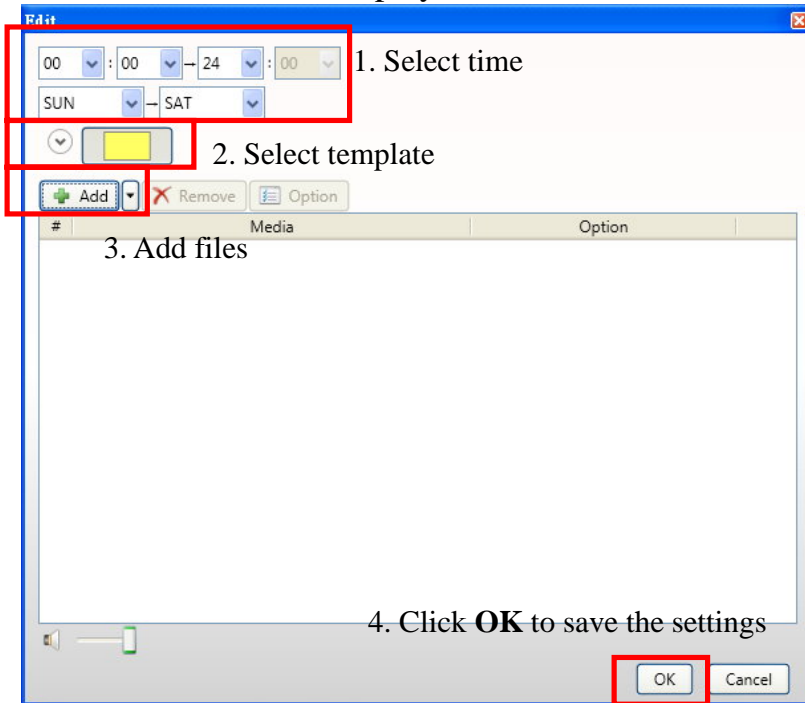 Edit
00 : 00 → 24 : 00 1. Select time
SUN → SAT
2. Select template
Add Remove Option
# Media Option
3. Add files
4. Click OK to save the settings
OK Cancel